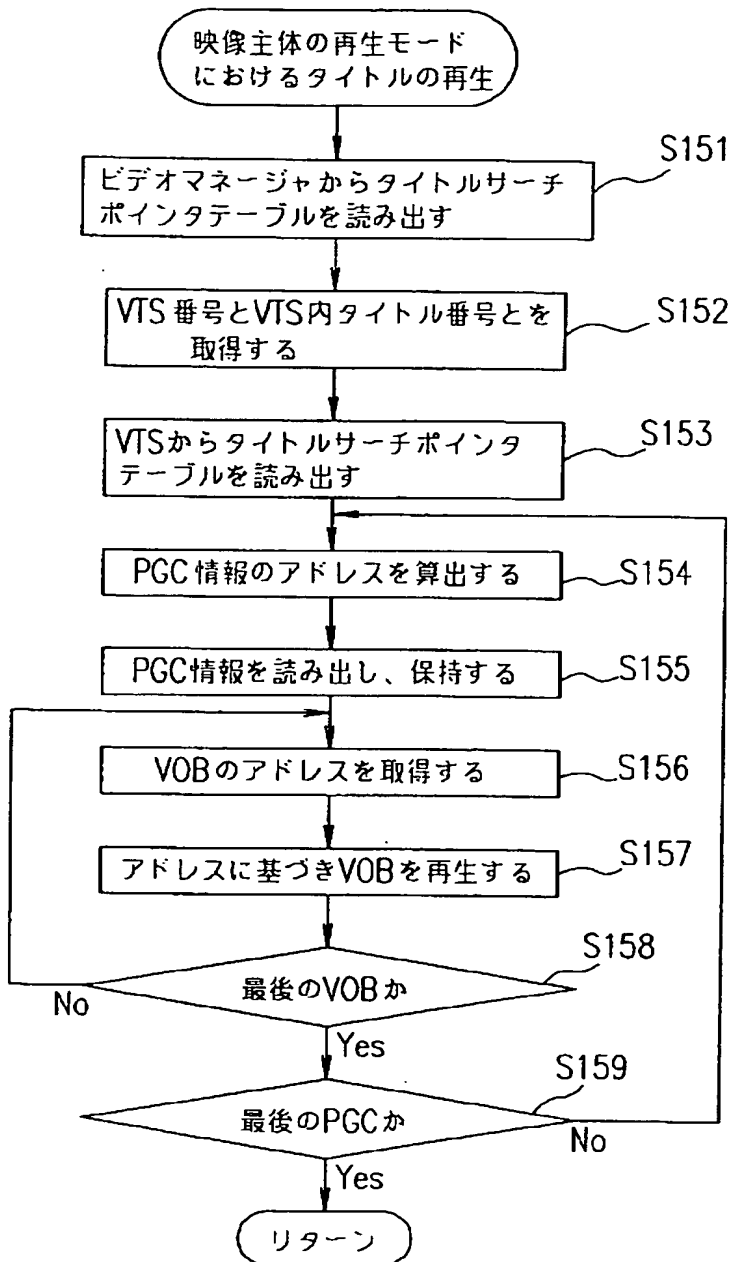 映像主体の再生モード
におけるタイトルの再生
S151
ビデオマネージャからタイトルサーチ
ポインタテーブルを読み出す
S152
VTS番号とVTS内タイトル番号とを
取得する
S153
VTSからタイトルサーチポインタ
テーブルを読み出す
PGC情報のアドレスを算出する
S154
PGC情報を読み出し、保持する
S155
VOBのアドレスを取得する
S156
アドレスに基づきVOBを再生する
S157
S158
最後のVOBか
No
Yes
S159
最後のPGCか
No
Yes
リターン